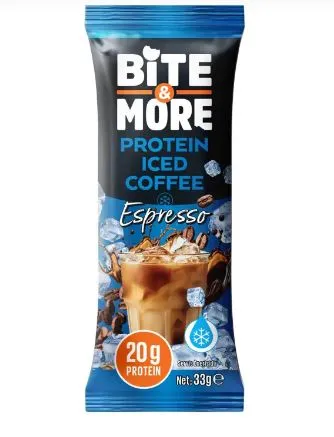 BiTE
&
MORE
PROTEIN
ICED
COFFEE
Espresso
20g
PROTEIN
Net.33g℮